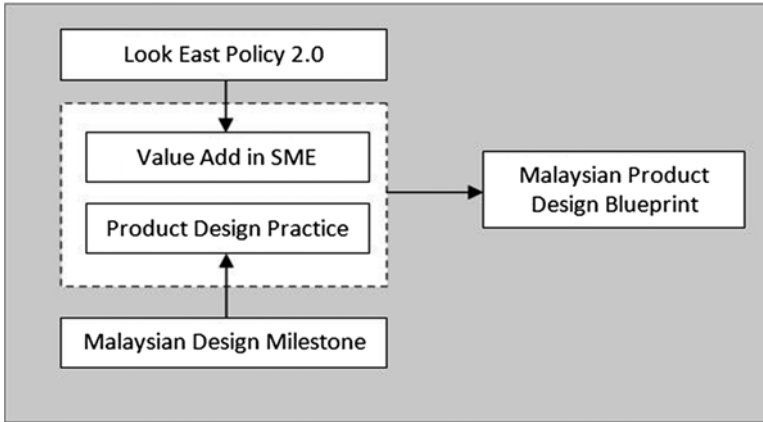 Look East Policy 2.0
Value Add in SME
Product Design Practice
Malaysian Design Milestone
Malaysian Product
Design Blueprint